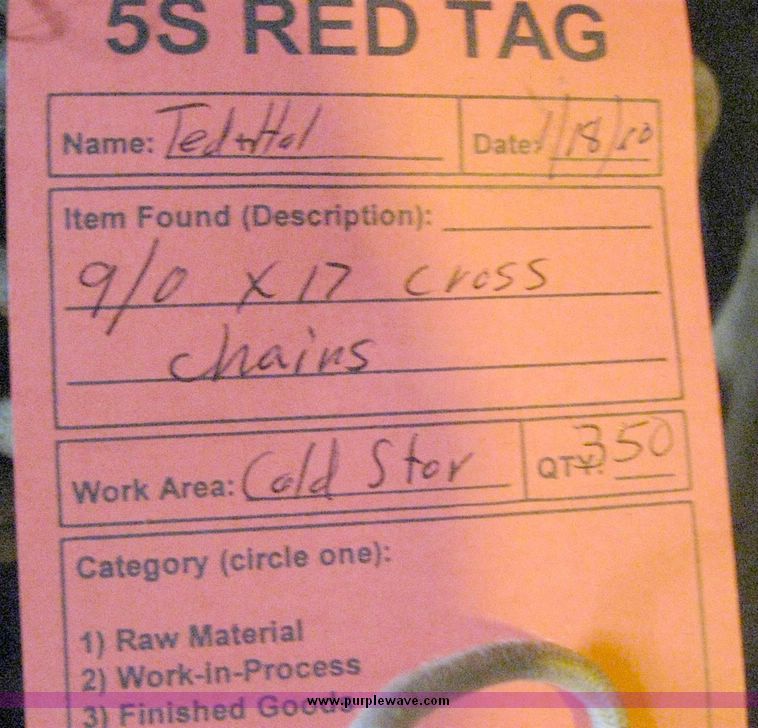 5S RED TAG
Name: Ted + Hal Date: 1/18/10
Item Found (Description):
9/0 x 17 cross
chains
Work Area: Cold Stor QTY: 350
Category (circle one):
1) Raw Material
2) Work-in-Process
3) Finished Goods
www.purplewave.com